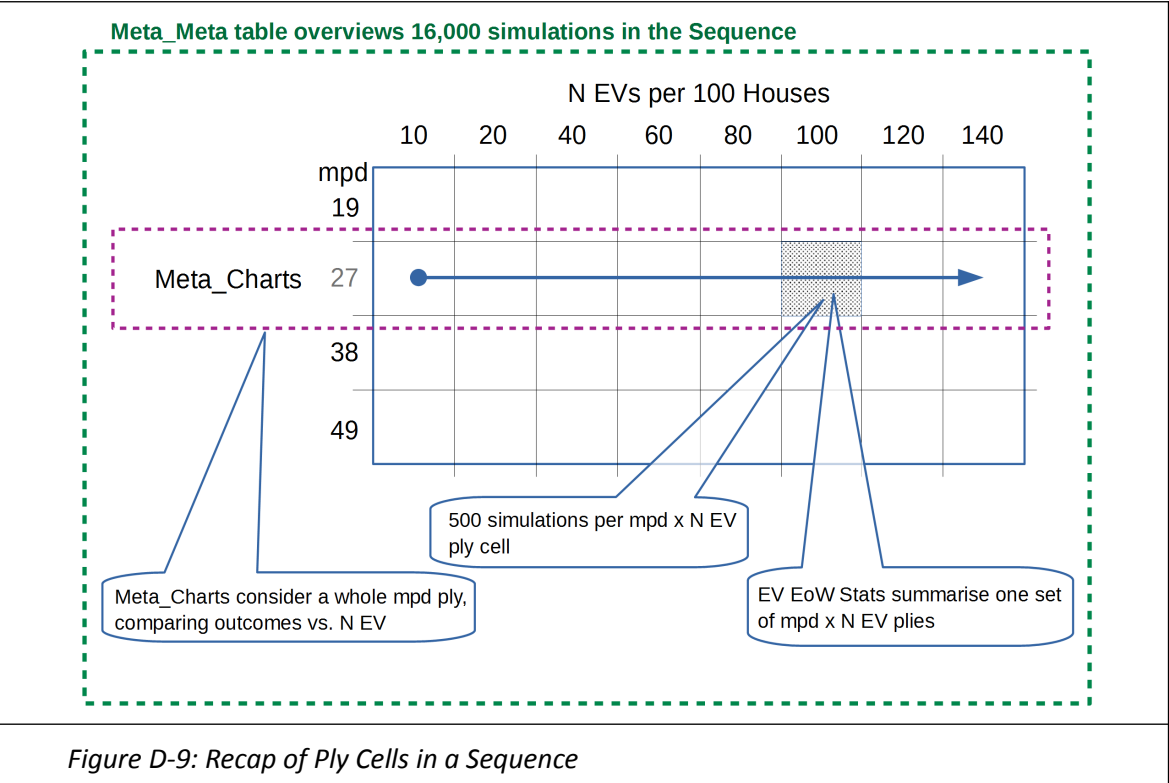 Meta_Meta table overviews 16,000 simulations in the Sequence
N EVs per 100 Houses
10 20 40 60 80 100 120 140
mpd
19
Meta_Charts 27
38
49
500 simulations per mpd x N EV
ply cell
Meta_Charts consider a whole mpd ply,
comparing outcomes vs. N EV
EV EoW Stats summarise one set
of mpd x N EV plies
Figure D-9: Recap of Ply Cells in a Sequence